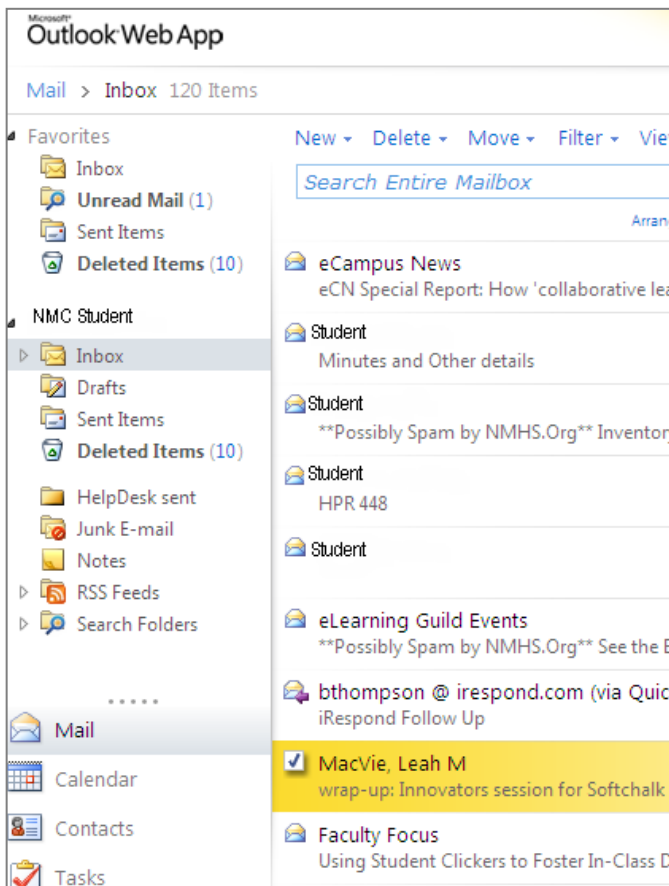 Microsoft®
Outlook Web App
Mail > Inbox 120 Items
Favorites
Inbox
Unread Mail (1)
Sent Items
Deleted Items (10)
NMC Student
Inbox
Drafts
Sent Items
Deleted Items (10)
HelpDesk sent
Junk E-mail
Notes
RSS Feeds
Search Folders
Mail
Calendar
Contacts
Tasks
New Delete Move Filter Vie
Search Entire Mailbox
Arran
eCampus News
eCN Special Report: How 'collaborative lea
Student
Minutes and Other details
Student
**Possibly Spam by NMHS.Org** Inventory
Student
HPR 448
Student
eLearning Guild Events
**Possibly Spam by NMHS.Org** See the E
bthompson @ irespond.com (via Quic
iRespond Follow Up
MacVie, Leah M
wrap-up: Innovators session for Softchalk
Faculty Focus
Using Student Clickers to Foster In-Class D